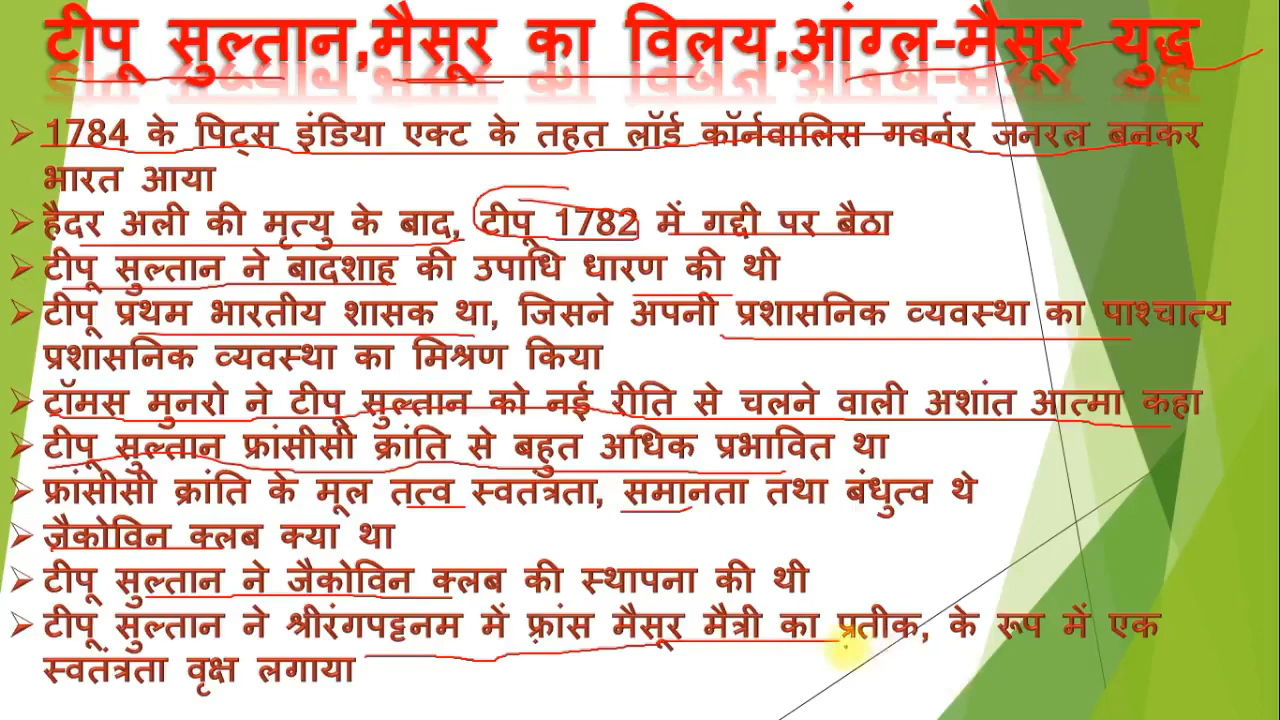 टीपू सुल्तान,मैसूर का विलय,आंग्ल-मैसूर युद्ध
➢ 1784 के पिट्स इंडिया एक्ट के तहत लॉर्ड कॉर्नवालिस गवर्नर जनरल बनकर
भारत आया
➢ हैदर अली की मृत्यु के बाद, टीपू 1782 में गद्दी पर बैठा
➢ टीपू सुल्तान ने बादशाह की उपाधि धारण की थी
➢ टीपू प्रथम भारतीय शासक था, जिसने अपनी प्रशासनिक व्यवस्था का पाश्चात्य
प्रशासनिक व्यवस्था का मिश्रण किया
➢ टॉमस मुनरो ने टीपू सुल्तान को नई रीति से चलने वाली अशांत आत्मा कहा
➢ टीपू सुल्तान फ्रांसीसी क्रांति से बहुत अधिक प्रभावित था
➢ फ्रांसीसी क्रांति के मूल तत्व स्वतंत्रता, समानता तथा बंधुत्व थे
➢ जैकोविन क्लब क्या था
➢ टीपू सुल्तान ने जैकोविन क्लब की स्थापना की थी
➢ टीपू सुल्तान ने श्रीरंगपट्टनम में फ्रांस मैसूर मैत्री का प्रतीक, के रूप में एक
स्वतंत्रता वृक्ष लगाया